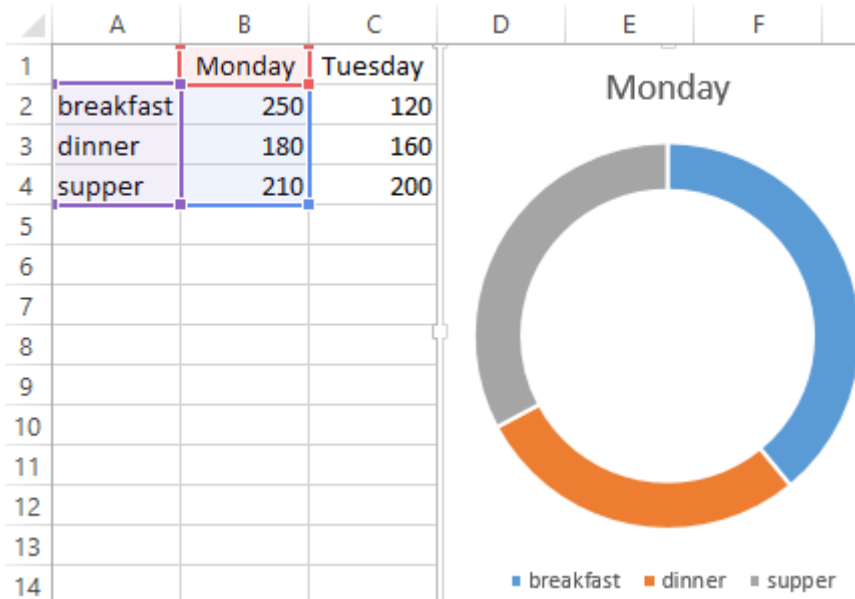 A B C D E F
1 Monday Tuesday
2 breakfast 250 120
3 dinner 180 160
4 supper 210 200
5
6
7
8
9
10
11
12
13
14
Monday
breakfast dinner supper